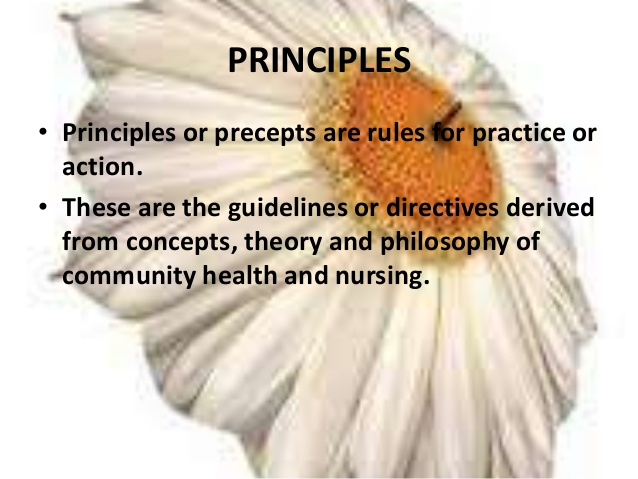 PRINCIPLES
• Principles or precepts are rules for practice or
action.
• These are the guidelines or directives derived
from concepts, theory and philosophy of
community health and nursing.